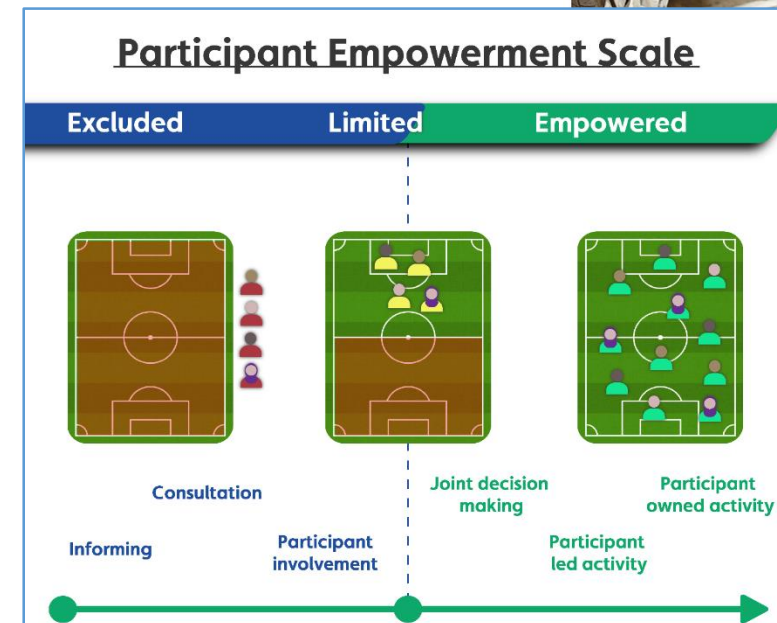 Participant Empowerment Scale
Excluded Limited Empowered
Consultation
Informing
Participant
involvement
Joint decision
making
Participant
led activity
Participant
owned activity